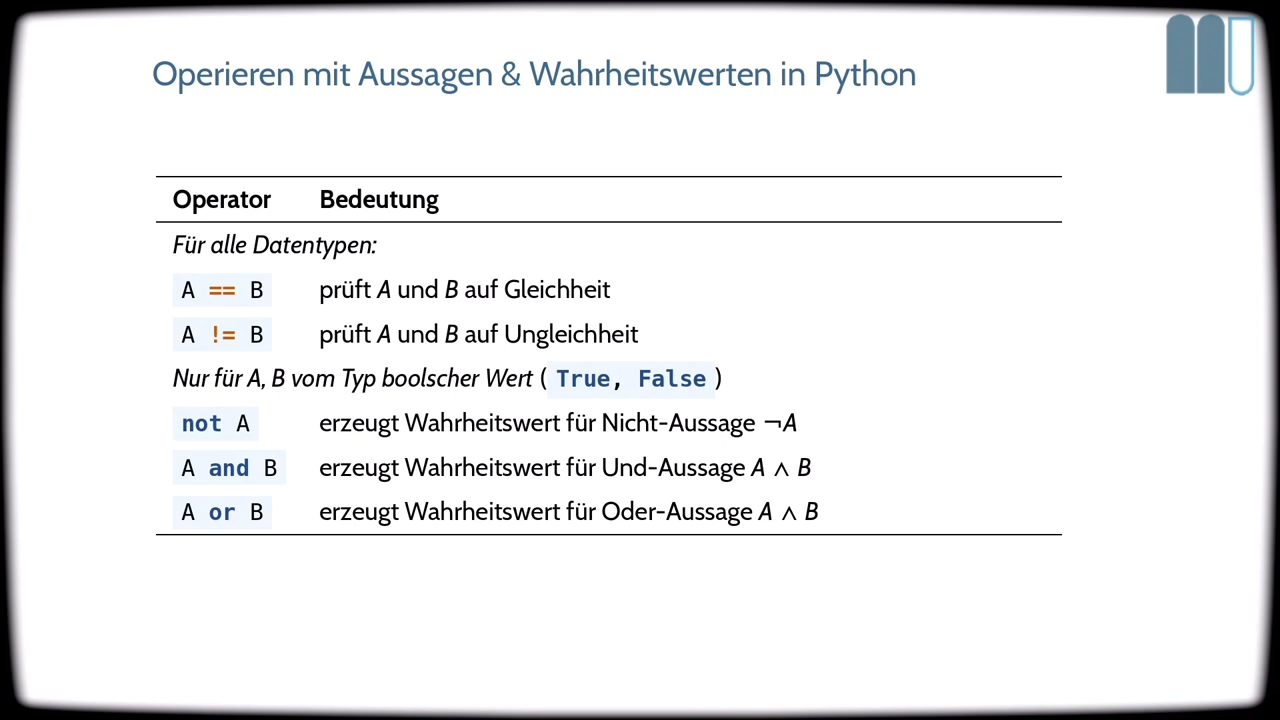 Operieren mit Aussagen & Wahrheitswerten in Python
Operator Bedeutung
Für alle Datentypen:
A == B prüft A und B auf Gleichheit
A != B prüft A und B auf Ungleichheit
Nur für A, B vom Typ boolscher Wert ( True, False )
not A erzeugt Wahrheitswert für Nicht-Aussage ¬A
A and B erzeugt Wahrheitswert für Und-Aussage A ∧ B
A or B erzeugt Wahrheitswert für Oder-Aussage A ∧ B